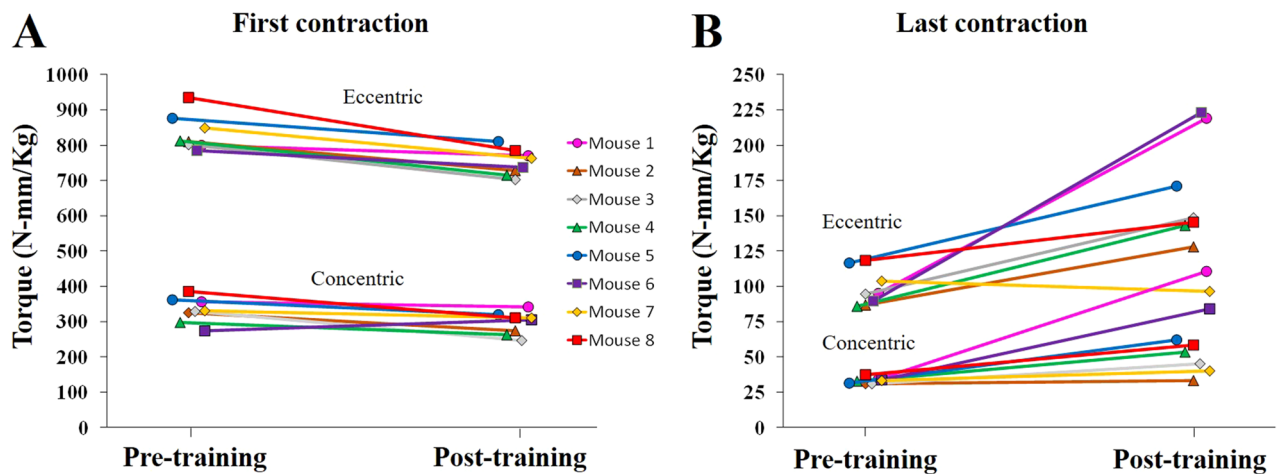 A
First contraction
Torque (N-mm/Kg)
1000
900
800
700
600
500
400
300
200
100
0
Eccentric
Concentric
Pre-training
Post-training
Mouse 1
Mouse 2
Mouse 3
Mouse 4
Mouse 5
Mouse 6
Mouse 7
Mouse 8
B
Last contraction
Torque (N-mm/Kg)
250
225
200
175
150
125
100
75
50
25
0
Eccentric
Concentric
Pre-training
Post-training